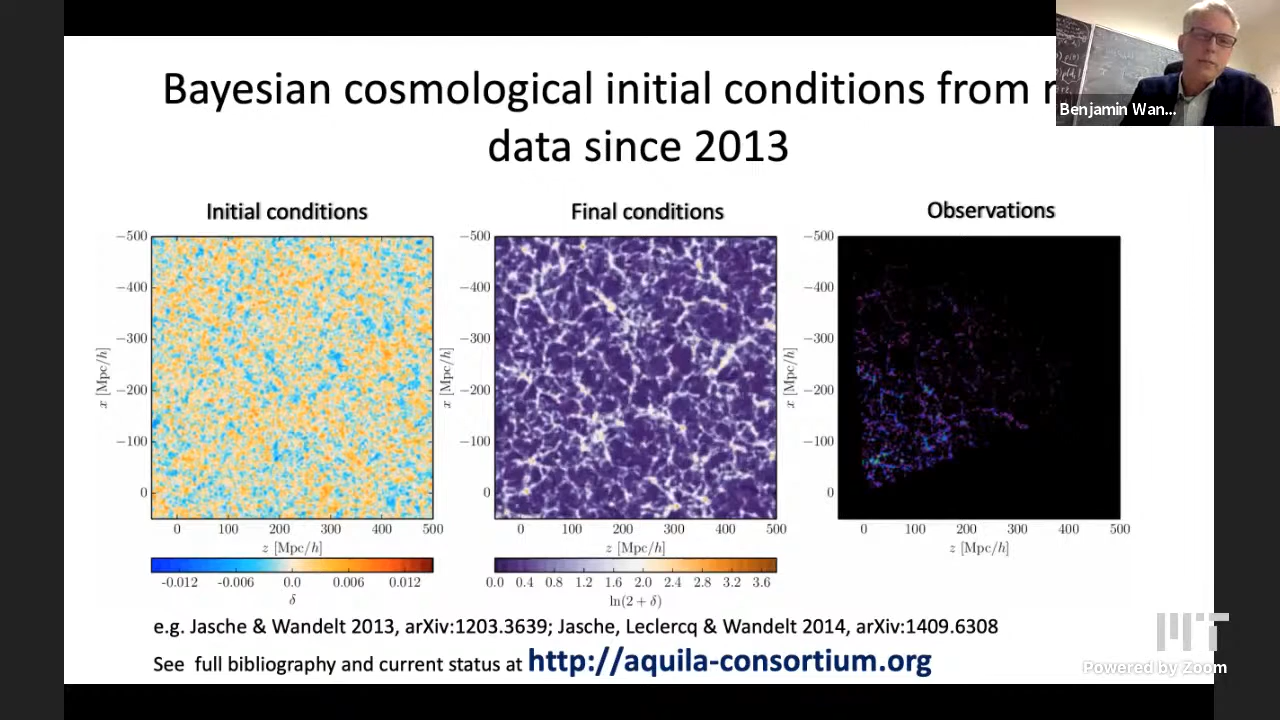 Bayesian cosmological initial conditions from
data since 2013
Benjamin Wan...
Initial conditions
Final conditions
Observations
−500
−400
−300
−200
−100
0
x [Mpc/h]
0 100 200 300 400 500
z [Mpc/h]
-0.012 -0.006 0.0 0.006 0.012
δ
−500
−400
−300
−200
−100
0
x [Mpc/h]
0 100 200 300 400 500
z [Mpc/h]
0.0 0.4 0.8 1.2 1.6 2.0 2.4 2.8 3.2 3.6
ln(2 + δ)
−500
−400
−300
−200
−100
0
x [Mpc/h]
0 100 200 300 400 500
z [Mpc/h]
e.g. Jasche & Wandelt 2013, arXiv:1203.3639; Jasche, Leclercq & Wandelt 2014, arXiv:1409.6308
See full bibliography and current status at http://aquila-consortium.org
MIT
Powered by Zoom